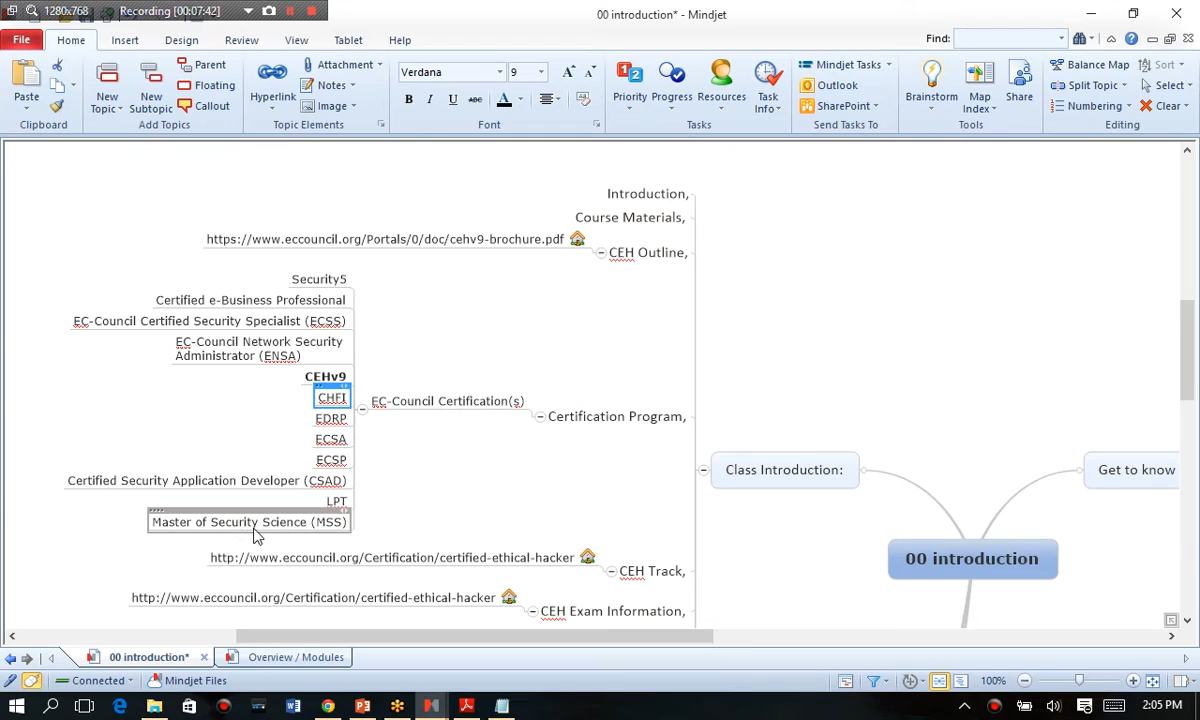 1280x768
Recording [00:07:42]
00 introduction* - Mindjet
File
Home
Insert
Design
Review
View
Tablet
Help
Find:
Paste
Clipboard
New Topic
New Subtopic
Parent
Floating
Callout
Add Topics
Hyperlink
Attachment
Notes
Image
Topic Elements
Verdana
9
B I U ABC A
Font
Priority
Progress
Resources
Task Info
Tasks
Mindjet Tasks
Outlook
SharePoint
Send Tasks To
Brainstorm
Map Index
Share
Tools
Balance Map
Split Topic
Numbering
Sort
Select
Clear
Editing
Introduction,
Course Materials,
https://www.eccouncil.org/Portals/0/doc/cehv9-brochure.pdf
CEH Outline,
Security5
Certified e-Business Professional
EC-Council Certified Security Specialist (ECSS)
EC-Council Network Security
Administrator (ENSA)
CEHv9
CHFI
EDRP
ECSA
ECSP
Certified Security Application Developer (CSAD)
LPT
Master of Security Science (MSS)
EC-Council Certification(s)
Certification Program,
http://www.eccouncil.org/Certification/certified-ethical-hacker
CEH Track,
http://www.eccouncil.org/Certification/certified-ethical-hacker
CEH Exam Information,
Class Introduction:
Get to know
00 introduction
00 introduction*
Overview / Modules
Connected
Mindjet Files
100%
2:05 PM